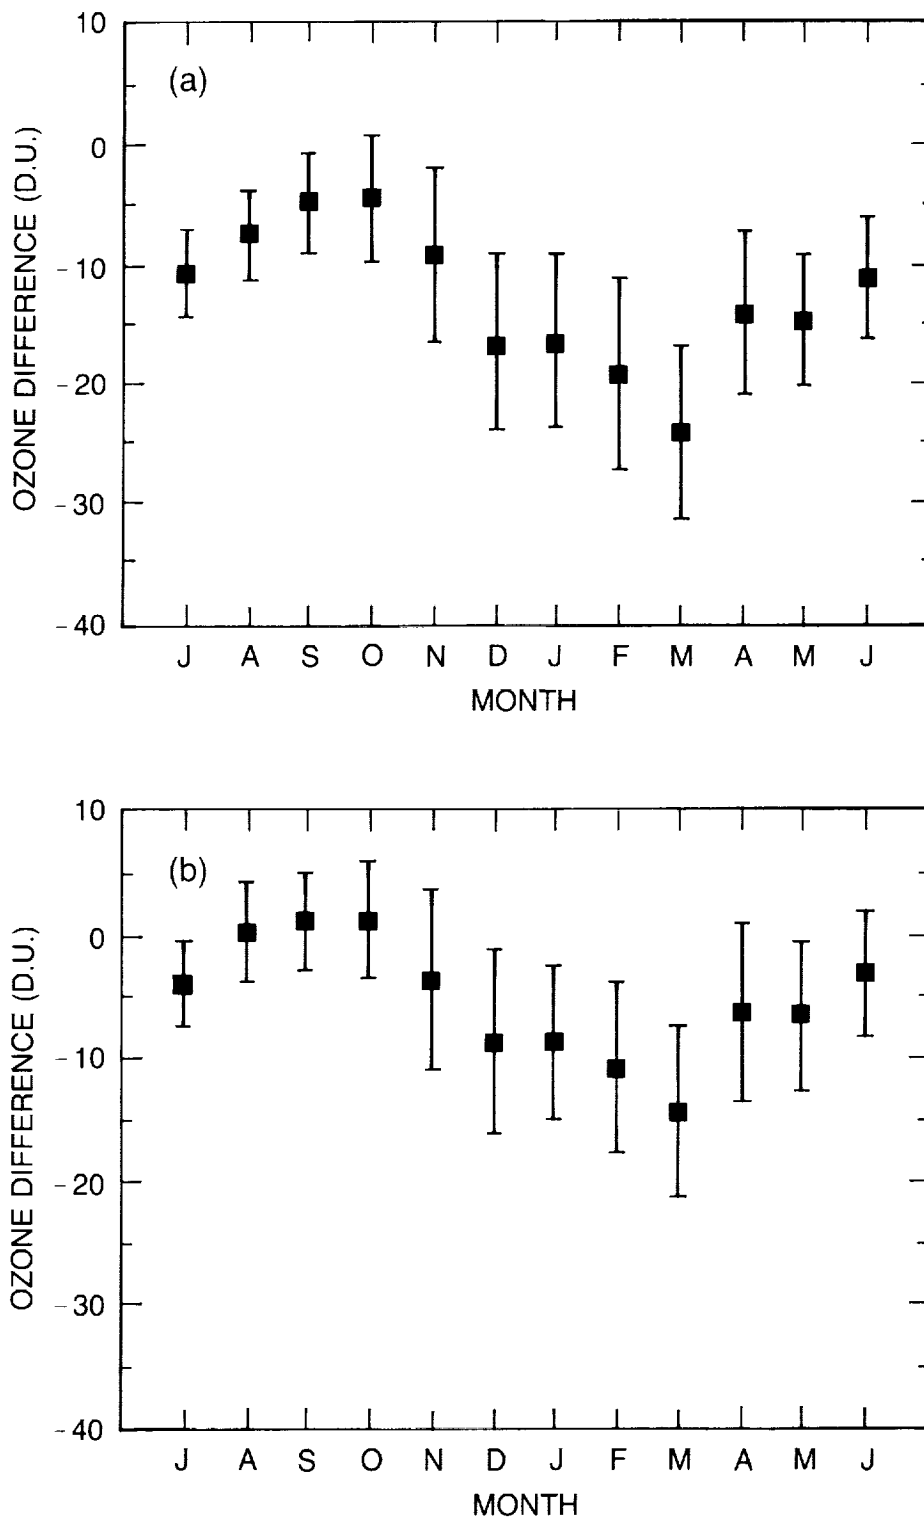 (a)
OZONE DIFFERENCE (D.U.)
10
0
-10
-20
-30
-40
J A S O N D J F M A M J
MONTH
(b)
OZONE DIFFERENCE (D.U.)
10
0
-10
-20
-30
-40
J A S O N D J F M A M J
MONTH